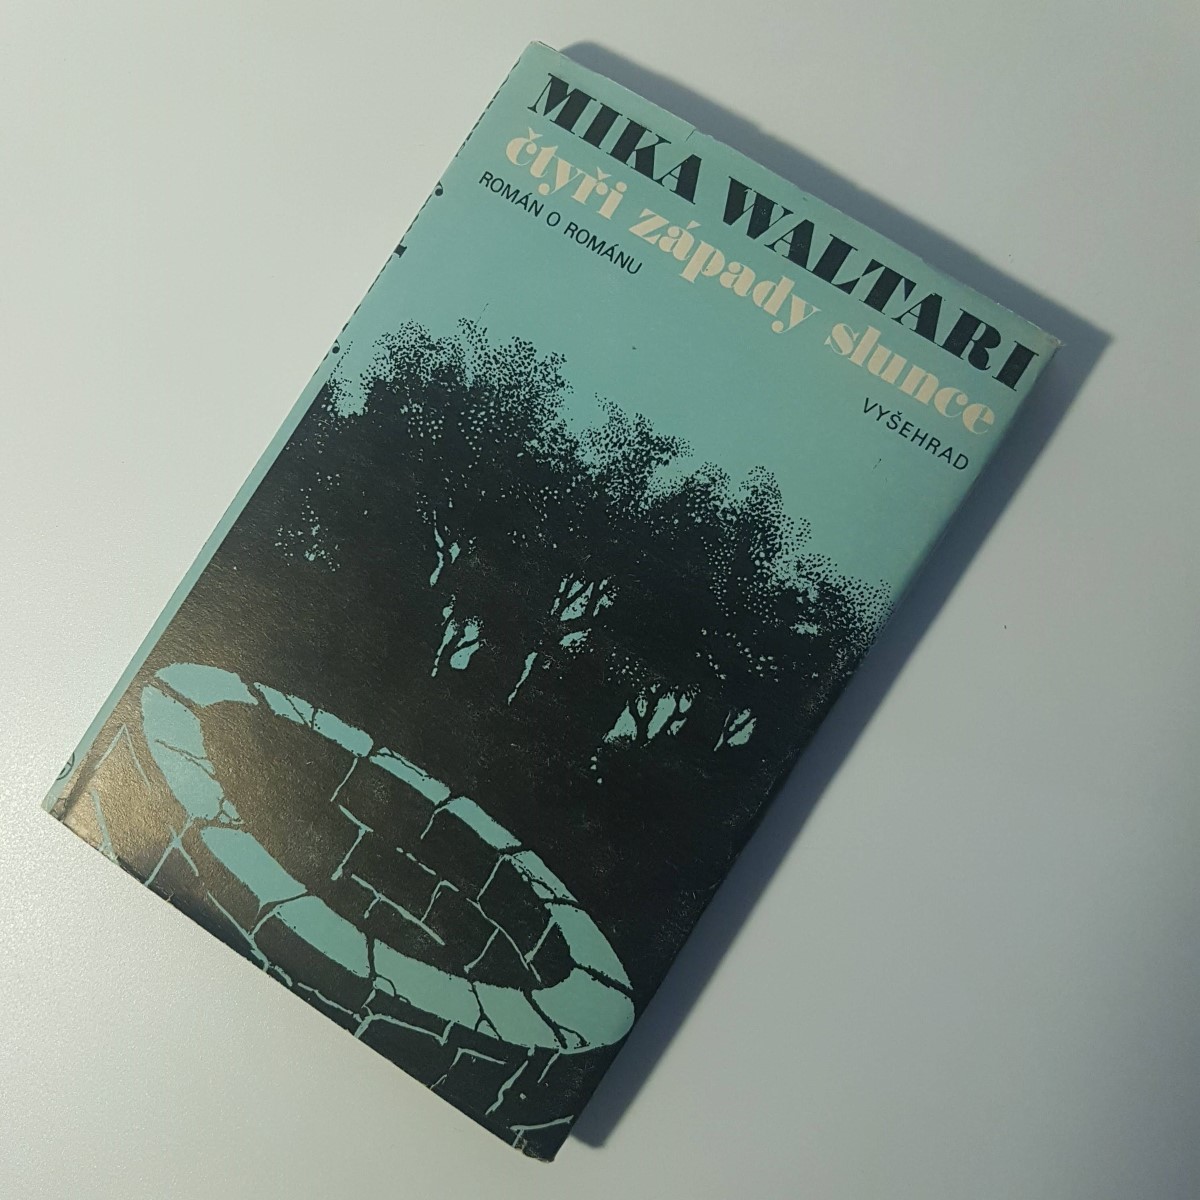 MIKA WALTARI
čtyři západy slunce
ROMÁN O ROMÁNU
VYŠEHRAD